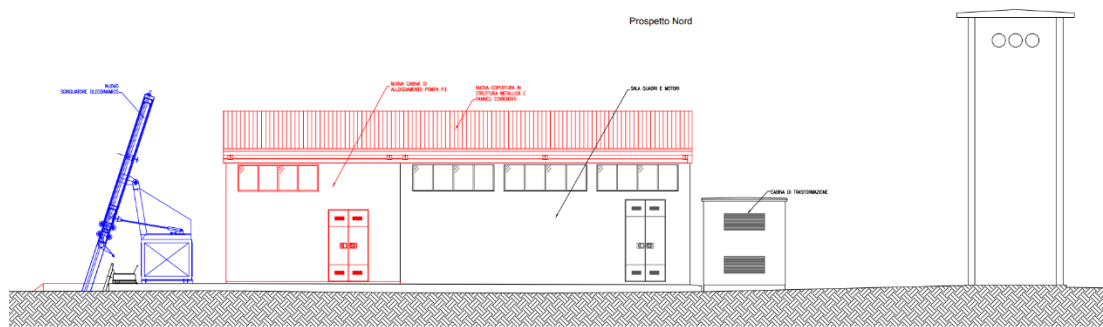 Prospetto Nord
NUOVO
SGRIGLIATORE OLEODINAMICO
NUOVA CABINA DI
ALLOGGIAMENTO POMPA P3
NUOVA COPERTURA IN
STRUTTURA METALLICA E
PANNELLI COIBENTATI
SALA QUADRI E MOTORI
CABINA DI TRASFORMAZIONE